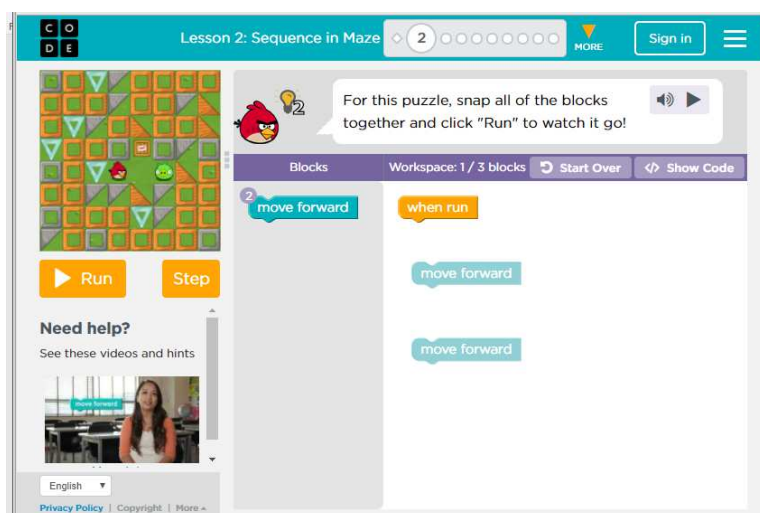 C O
D E
Lesson 2: Sequence in Maze
2
MORE
Sign in
2
For this puzzle, snap all of the blocks
together and click "Run" to watch it go!
Blocks
Workspace: 1 / 3 blocks
Start Over
</> Show Code
2
move forward
when run
move forward
move forward
Run
Step
Need help?
See these videos and hints
move forward
English
Privacy Policy | Copyright | More